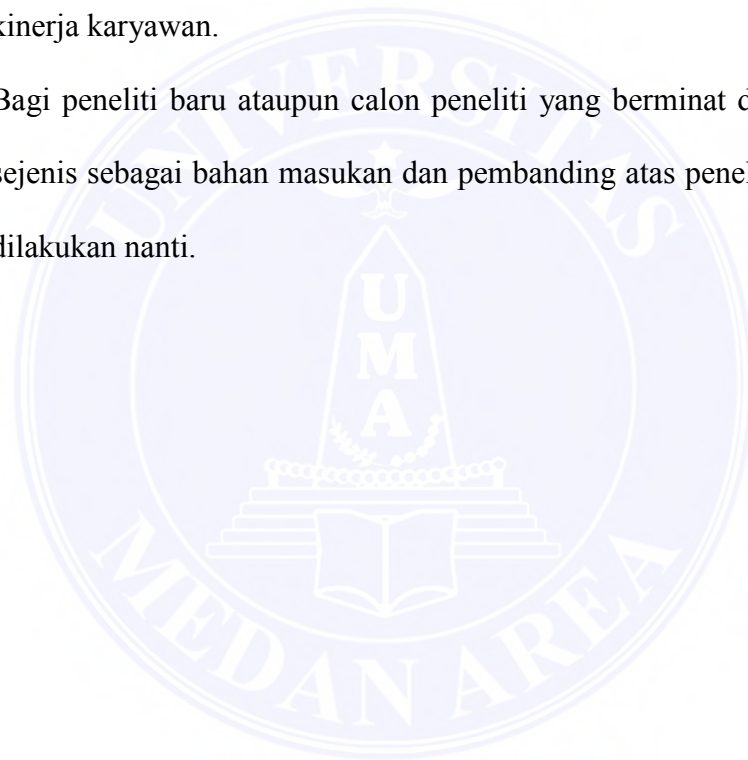 kinerja karyawan.
Bagi peneliti baru ataupun calon peneliti yang berminat
sejenis sebagai bahan masukan dan pembanding atas
dilakukan nanti.
UNIVERSITAS
UMA
MEDAN AREA